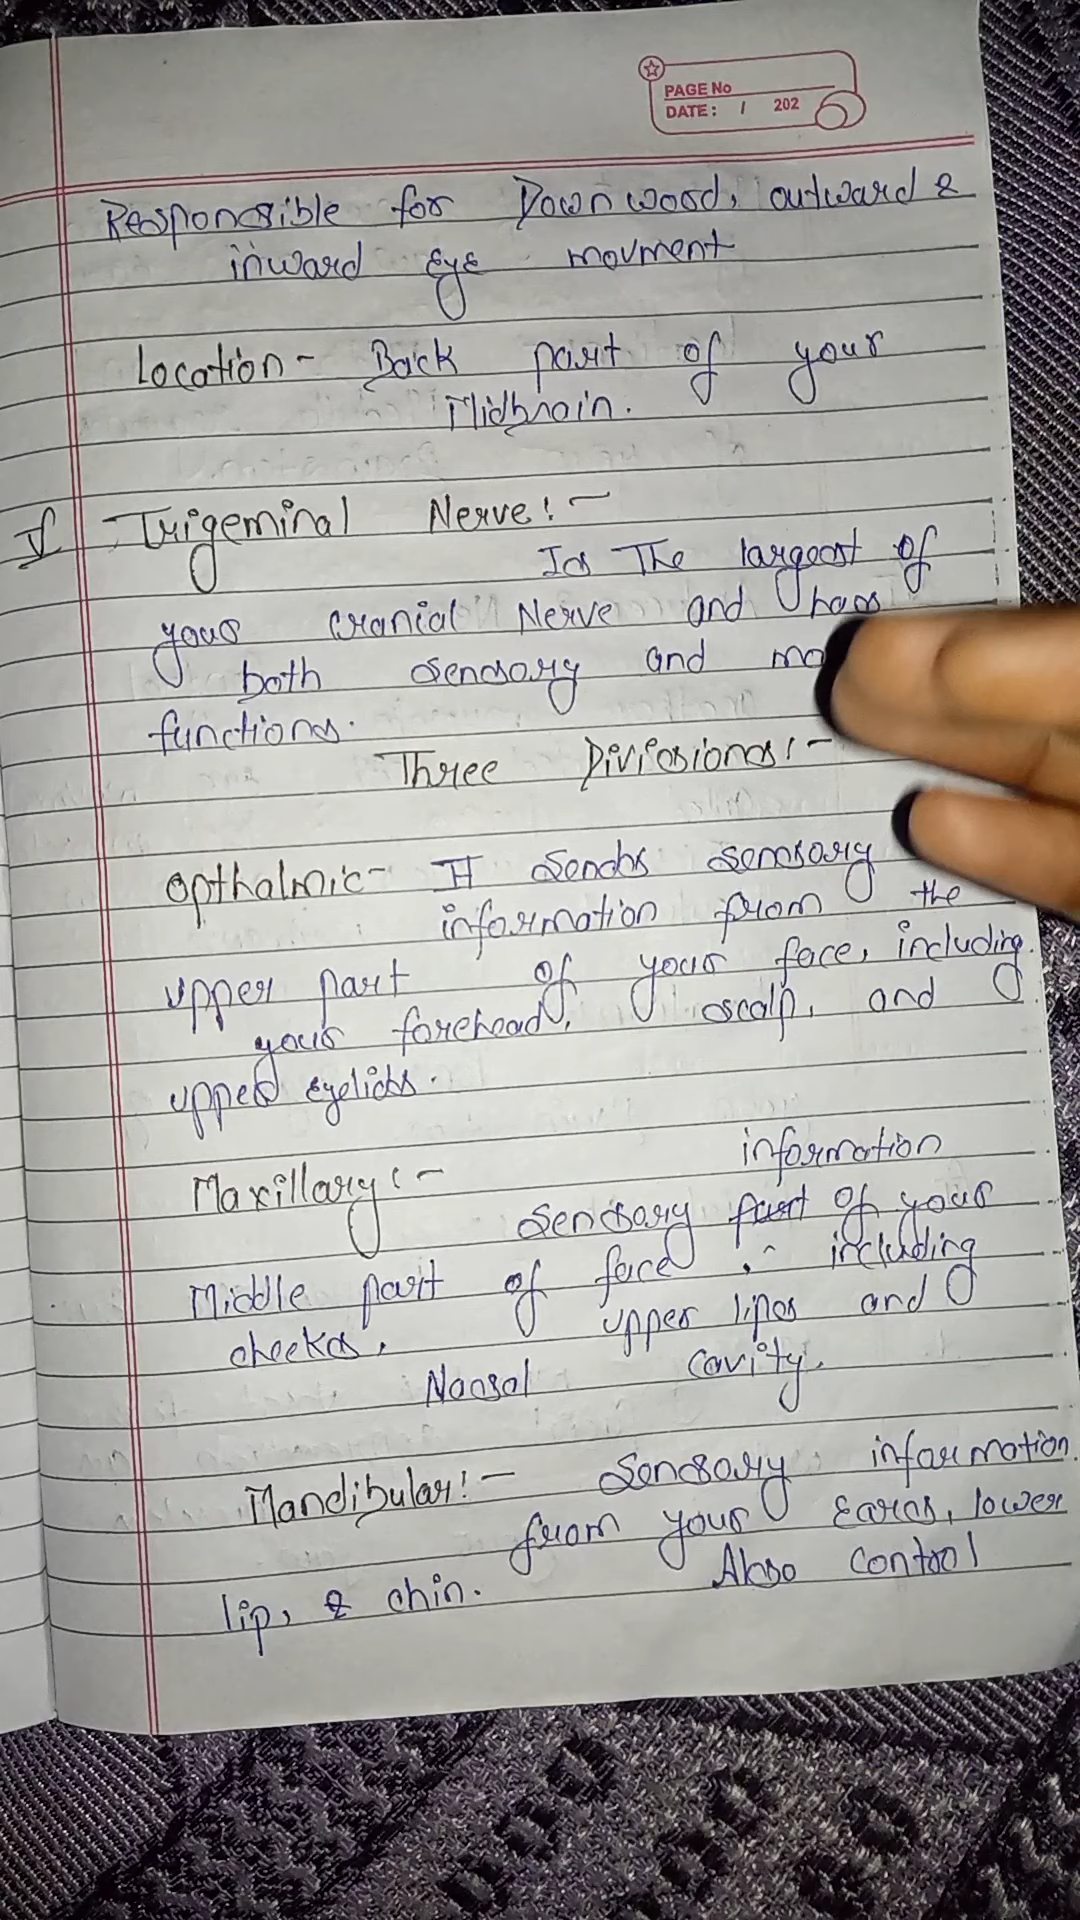 PAGE No
DATE: / 202
Responsible for Downward, outward &
inward Eye movment
Location - Back part of your
Midbrain.
V Trigeminal Nerve :-
Is The largest of
your cranial Nerve and has
both sensory and mo
functions.
Three Divisions :-
Opthalmic - It Sends sensory
information from the
upper part of your face, including
your forehead, scalp, and
upper eyelids.
Maxillary :- information
Sensory part of your
Middle part of face, including
cheeks, upper lips and
Nassal cavity.
Mandibular :- Sensory information
from your Ears, lower
lip, & chin. Also control